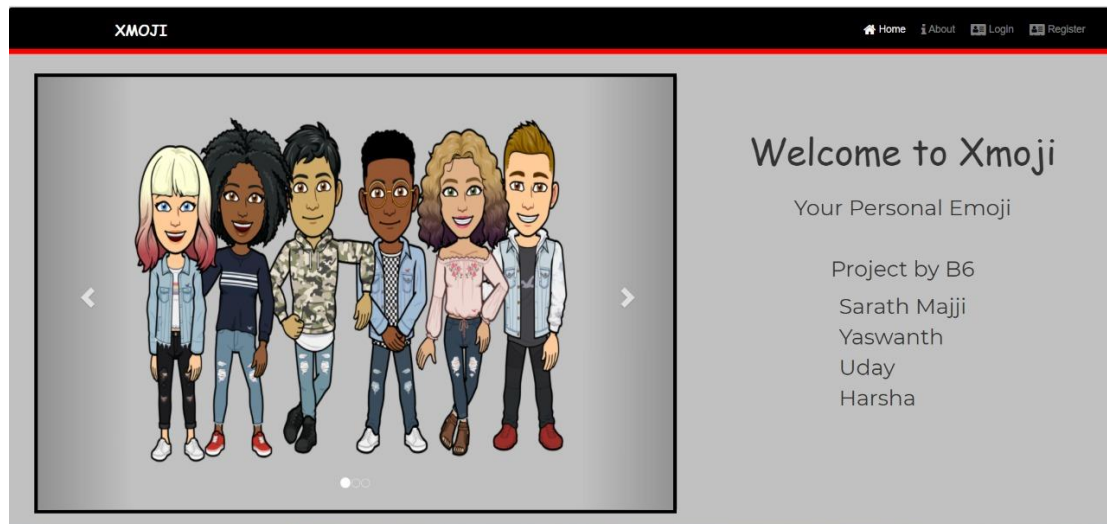 XMOJI
Home About Login Register
Welcome to Xmoji
Your Personal Emoji
Project by B6
Sarath Majji
Yaswanth
Uday
Harsha